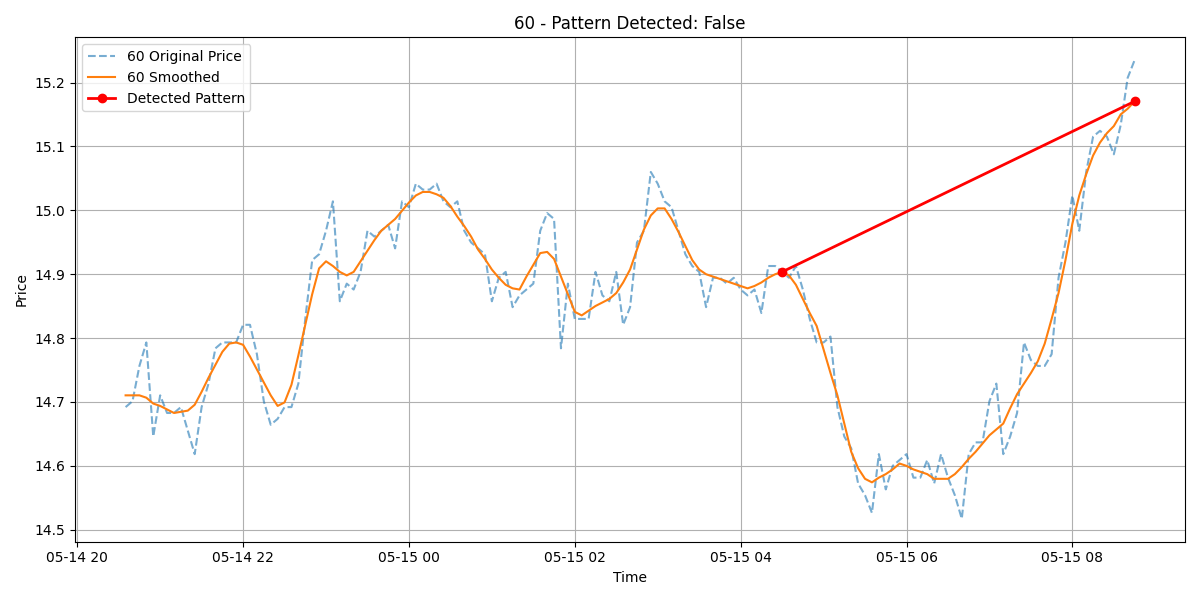 60 - Pattern Detected: False
60 Original Price
60 Smoothed
Detected Pattern
Price
15.2
15.1
15.0
14.9
14.8
14.7
14.6
14.5
05-14 20
05-14 22
05-15 00
05-15 02
05-15 04
05-15 06
05-15 08
Time